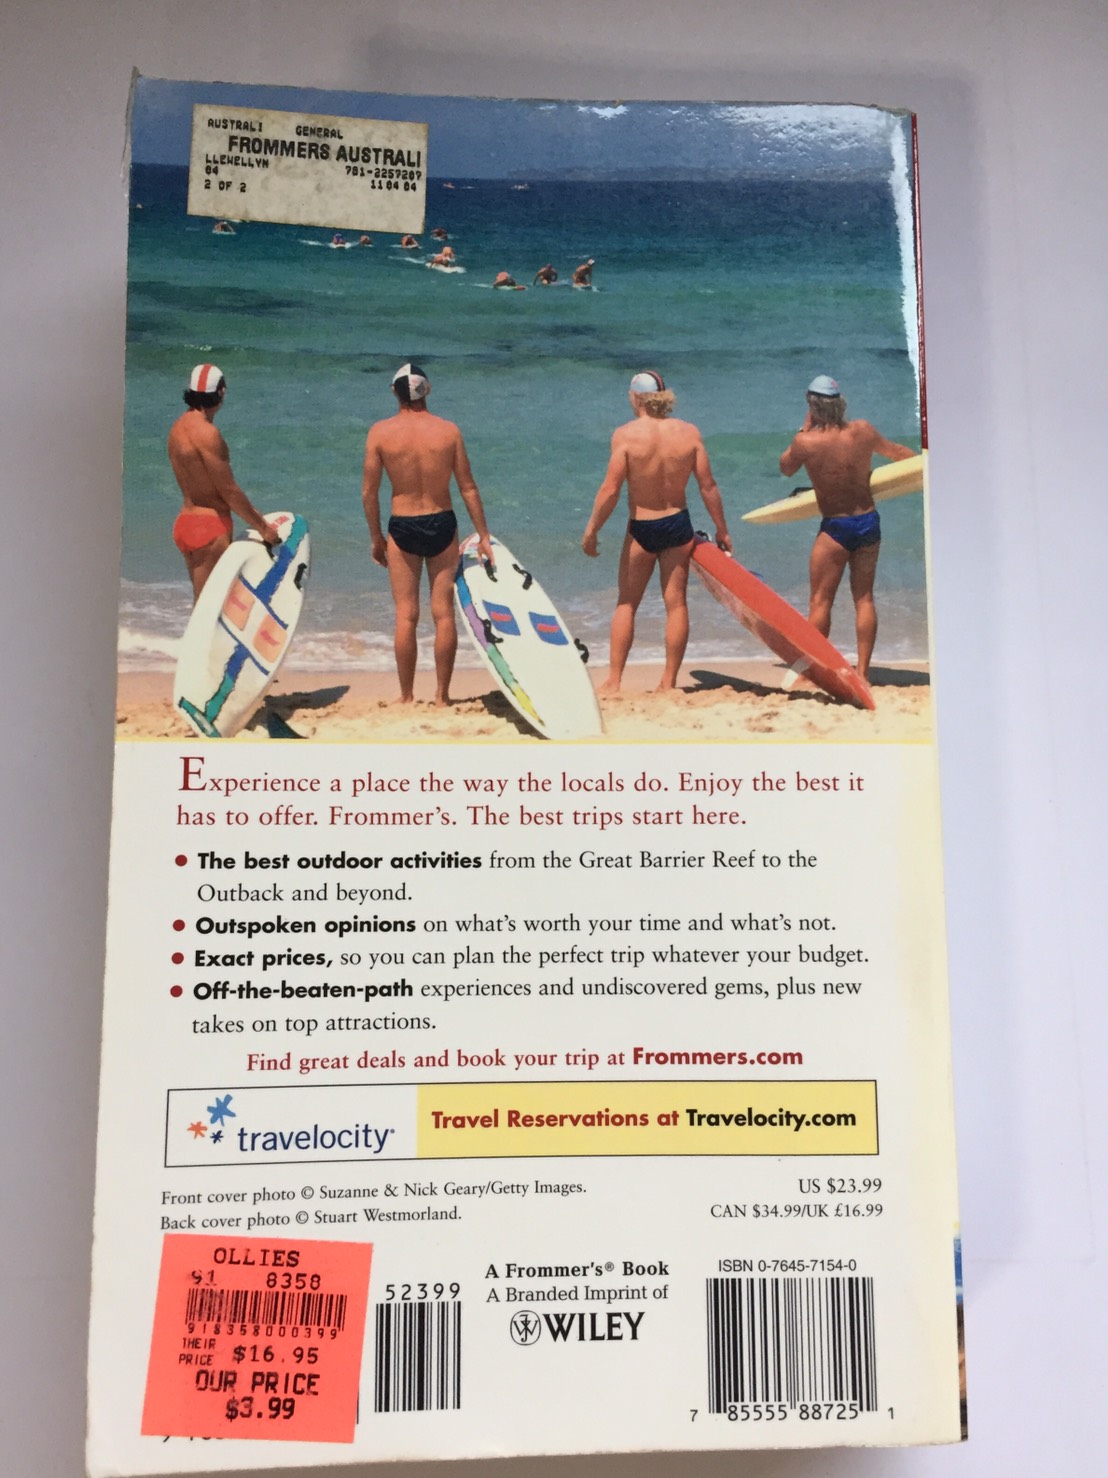 AUSTRALI GENERAL
FROMMERS AUSTRALI
LLEWELLYN 781-2257207
04 11 04 04
2 OF 2
Experience a place the way the locals do. Enjoy the best it
has to offer. Frommer's. The best trips start here.
• The best outdoor activities from the Great Barrier Reef to the
Outback and beyond.
• Outspoken opinions on what's worth your time and what's not.
• Exact prices, so you can plan the perfect trip whatever your budget.
• Off-the-beaten-path experiences and undiscovered gems, plus new
takes on top attractions.
Find great deals and book your trip at Frommers.com
travelocity
Travel Reservations at Travelocity.com
Front cover photo © Suzanne & Nick Geary/Getty Images.
Back cover photo © Stuart Westmorland.
US $23.99
CAN $34.99/UK £16.99
OLLIES
91 8358
918358000399
THEIR
PRICE $16.95
OUR PRICE
$3.99
52399
A Frommer's® Book
A Branded Imprint of
WILEY
ISBN 0-7645-7154-0
7 85555 88725 1